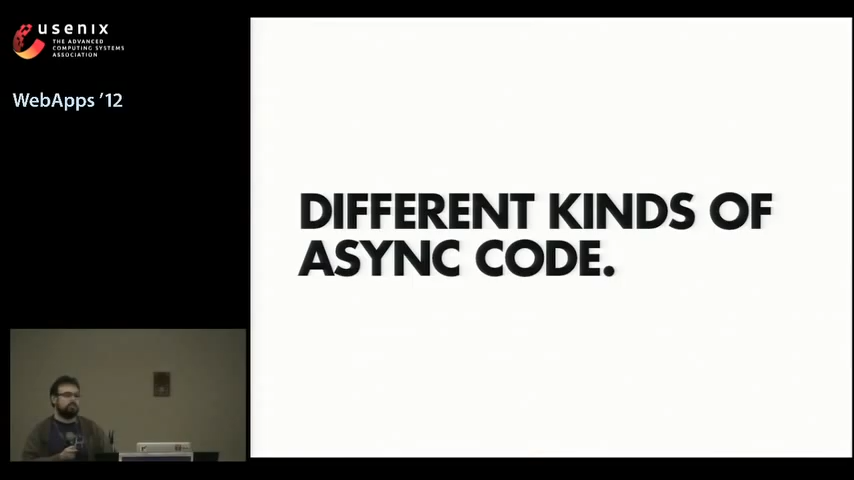 usenix
THE ADVANCED
COMPUTING SYSTEMS
ASSOCIATION
WebApps '12
DIFFERENT KINDS OF
ASYNC CODE.